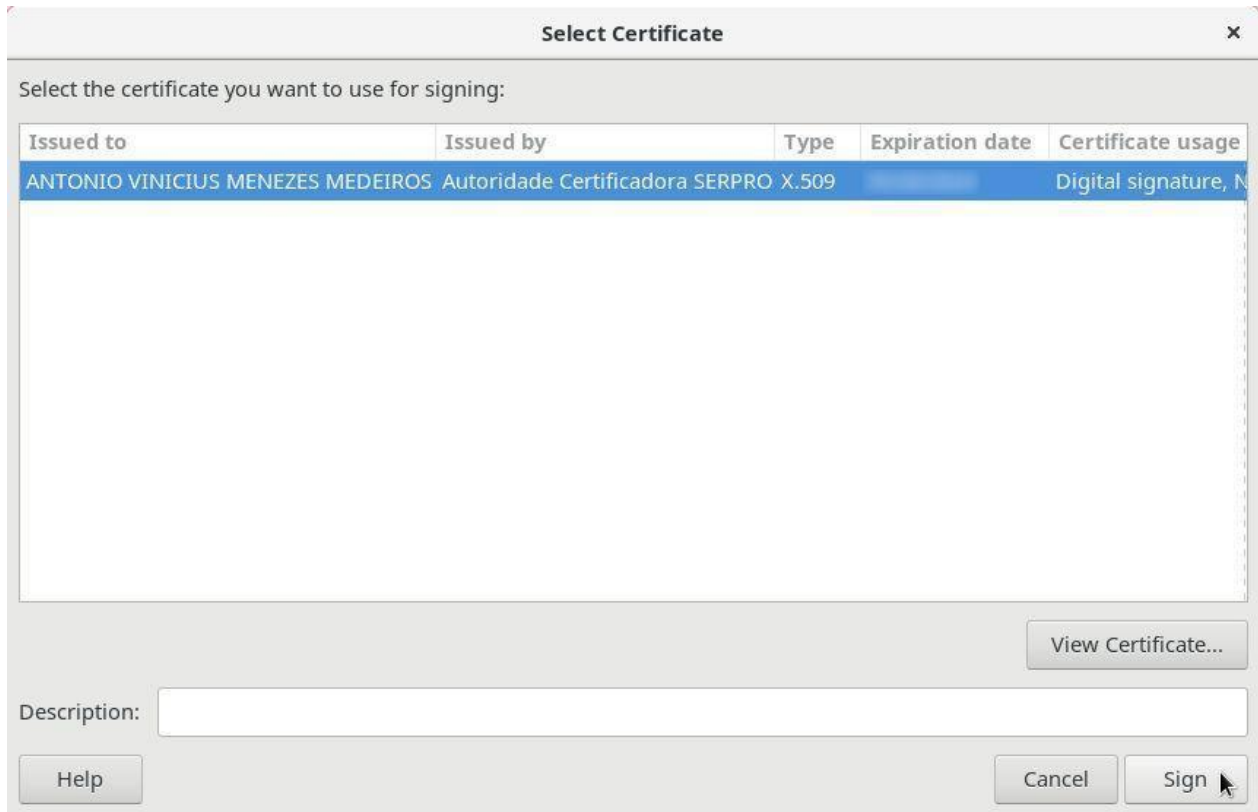 Select Certificate
Select the certificate you want to use for signing:
Issued to Issued by Type Expiration date Certificate usage
ANTONIO VINICIUS MENEZES MEDEIROS Autoridade Certificadora SERPRO X.509 Digital signature, N
View Certificate...
Description:
Help Cancel Sign